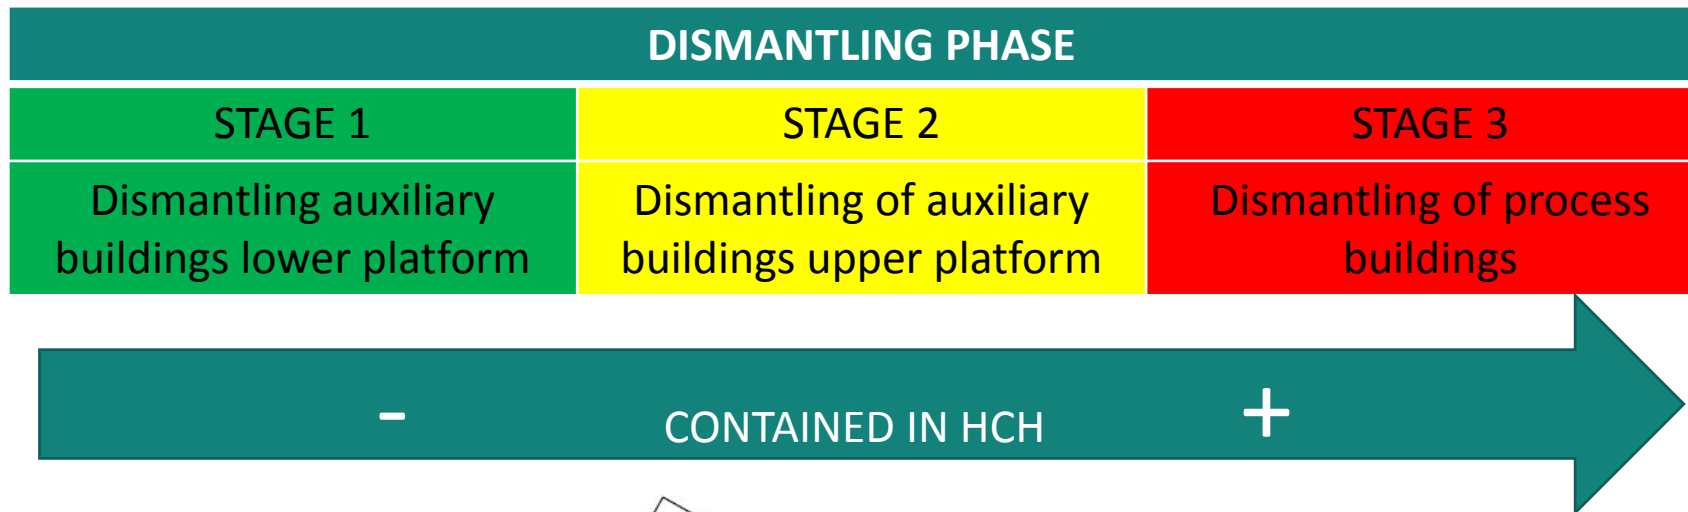 DISMANTLING PHASE
STAGE 1
STAGE 2
STAGE 3
Dismantling auxiliary
buildings lower platform
Dismantling of auxiliary
buildings upper platform
Dismantling of process
buildings
- CONTAINED IN HCH +